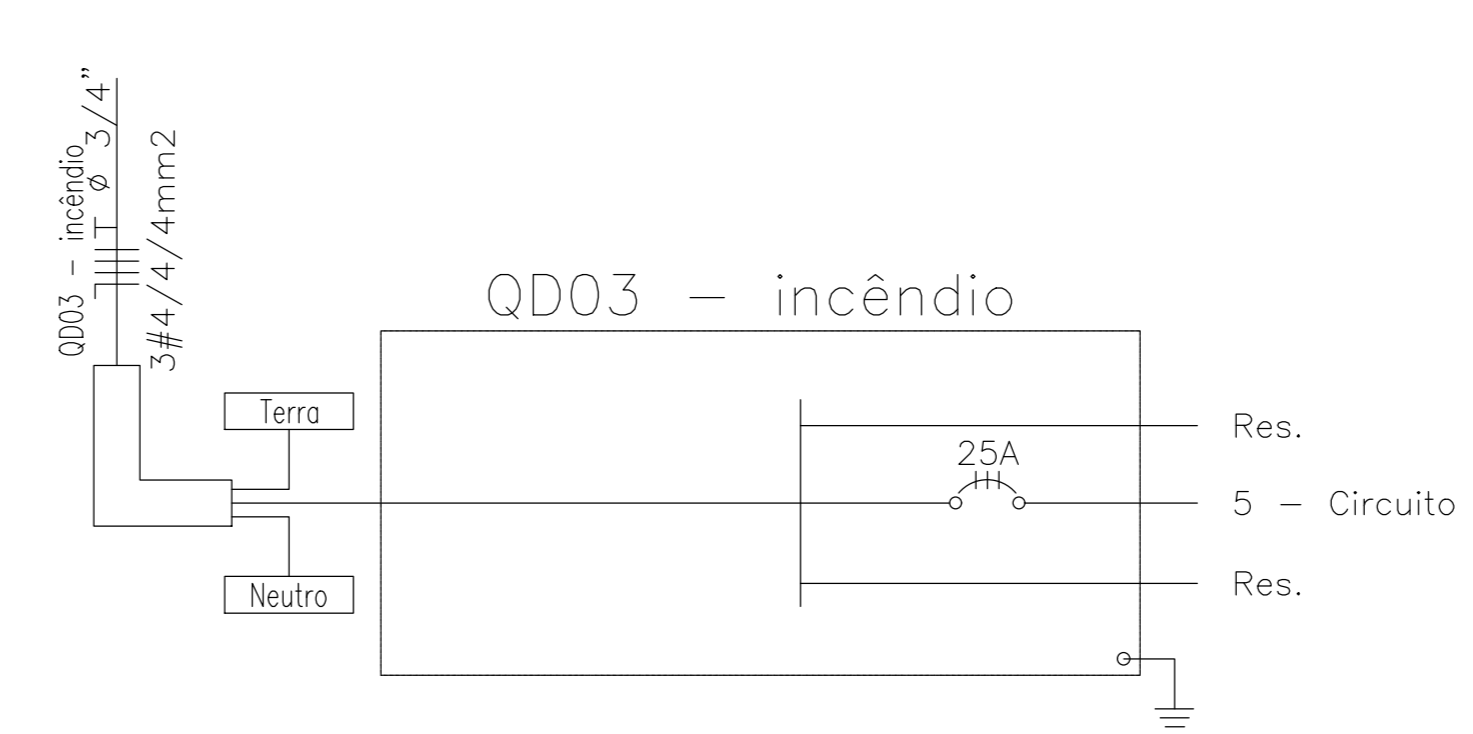 QD03 - incêndio
Ø 3/4"
3#4/4/4mm2
QD03 - incêndio
Terra
Neutro
Res.
25A
5 - Circuito
Res.